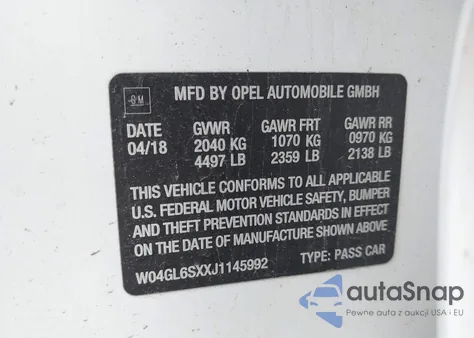 GM
MFD BY OPEL AUTOMOBILE GMBH
DATE GVWR GAWR FRT GAWR RR
04/18 2040 KG 1070 KG 0970 KG
4497 LB 2359 LB 2138 LB
THIS VEHICLE CONFORMS TO ALL APPLICABLE
U.S. FEDERAL MOTOR VEHICLE SAFETY, BUMPER
AND THEFT PREVENTION STANDARDS IN EFFECT
ON THE DATE OF MANUFACTURE SHOWN ABOVE
W04GL6SXXJ1145992 TYPE: PASS CAR
autoSnap
Pewne auta z aukcji USA i EU